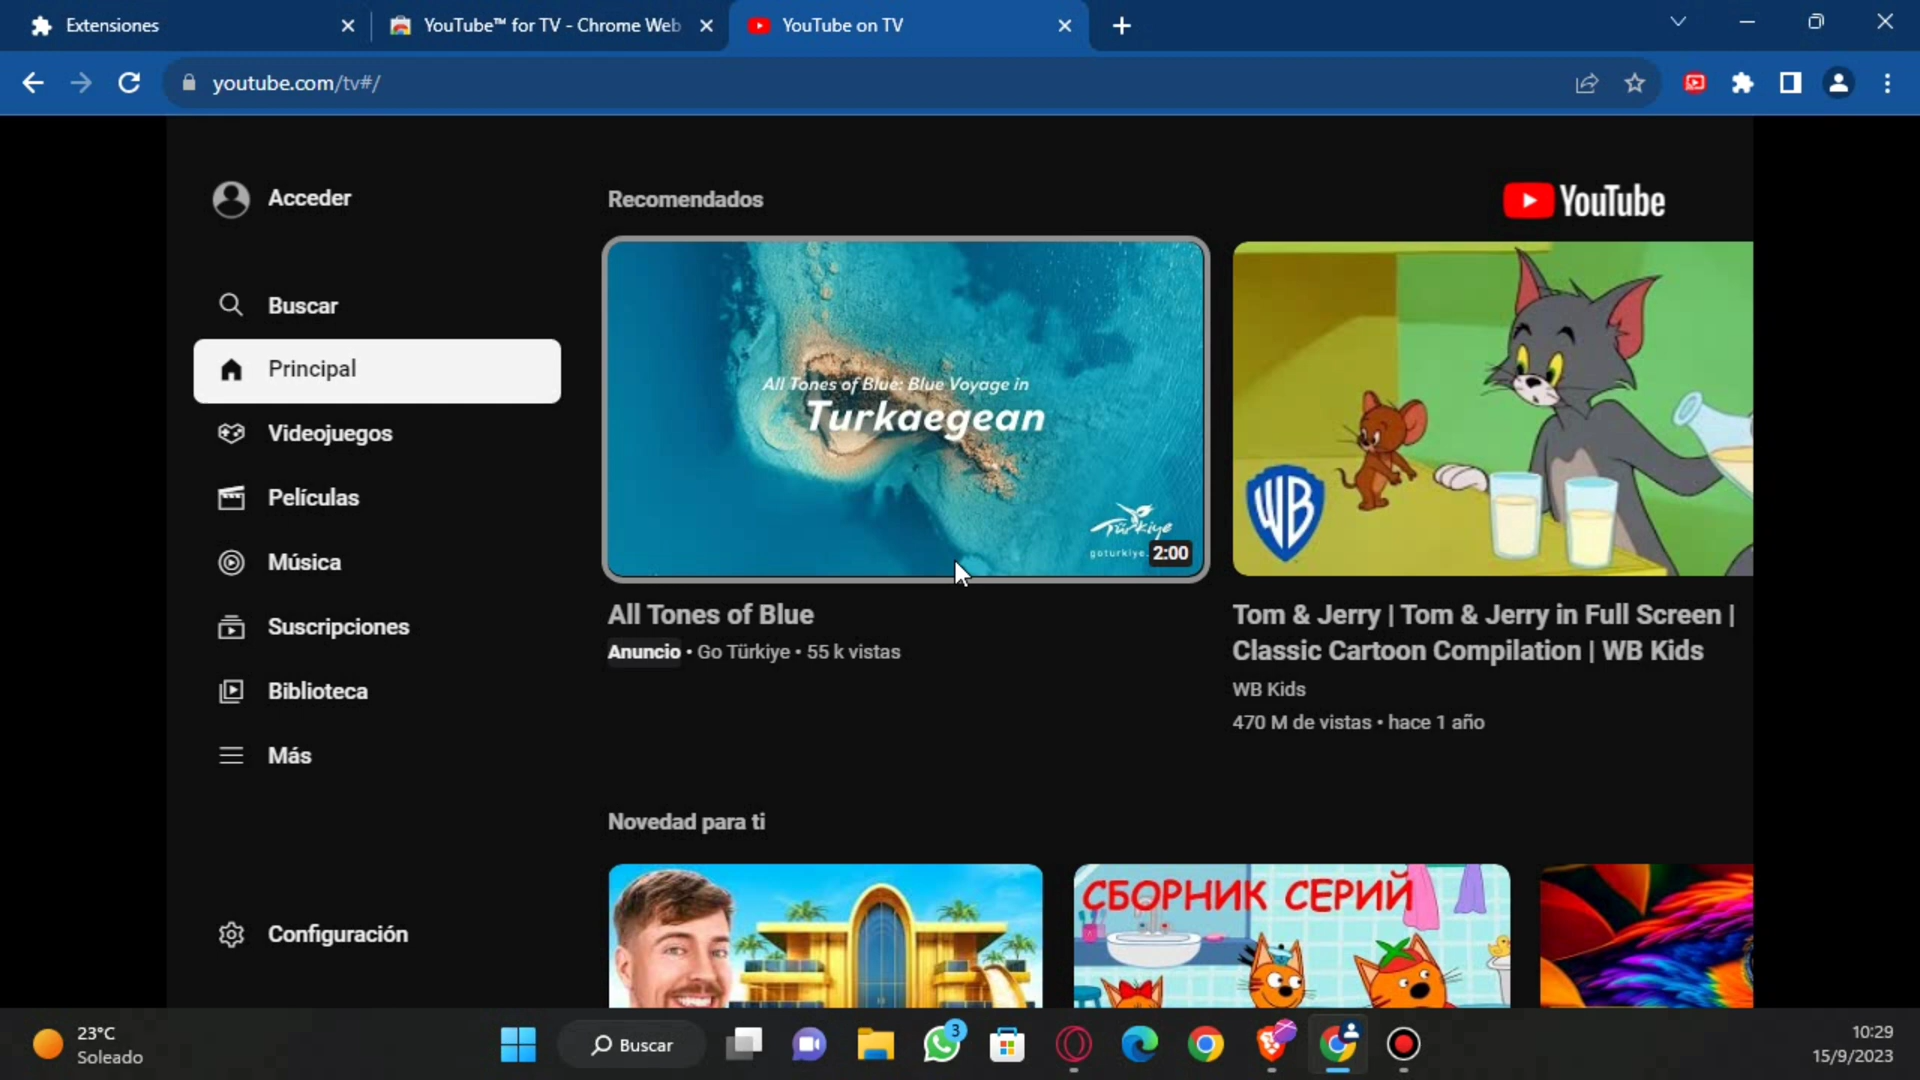 Extensiones
YouTube™ for TV - Chrome Web
YouTube on TV
youtube.com/tv#/
Acceder
Recomendados
YouTube
Buscar
Principal
Videojuegos
Películas
Música
Suscripciones
Biblioteca
Más
Configuración
All Tones of Blue: Blue Voyage in
Turkaegean
Türkiye
goturkiye.
2:00
WB
All Tones of Blue
Anuncio • Go Türkiye • 55 k vistas
Tom & Jerry | Tom & Jerry in Full Screen |
Classic Cartoon Compilation | WB Kids
WB Kids
470 M de vistas • hace 1 año
Novedad para ti
СБОРНИК СЕРИЙ
23°C
Soleado
Buscar
3
10:29
15/9/2023